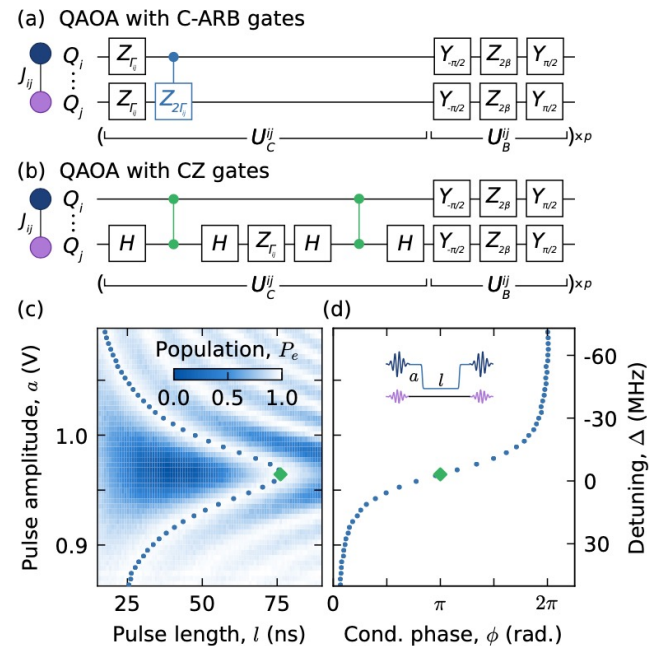 (a) QAOA with C-ARB gates
J_ij Q_i Z_Γij Y_-π/2 Z_2β Y_π/2
Q_j Z_Γij Z_2Γij Y_-π/2 Z_2β Y_π/2
( U_C^ij U_B^ij )×p
(b) QAOA with CZ gates
J_ij Q_i Y_-π/2 Z_2β Y_π/2
Q_j H H Z_Γij H H Y_-π/2 Z_2β Y_π/2
( U_C^ij U_B^ij )×p
(c)
Population, P_e
0.0 0.5 1.0
1.0
0.9
Pulse amplitude, a (V)
25 50 75
Pulse length, l (ns)
(d)
a l
-60
-30
0
30
Detuning, Δ (MHz)
0 π 2π
Cond. phase, ϕ (rad.)